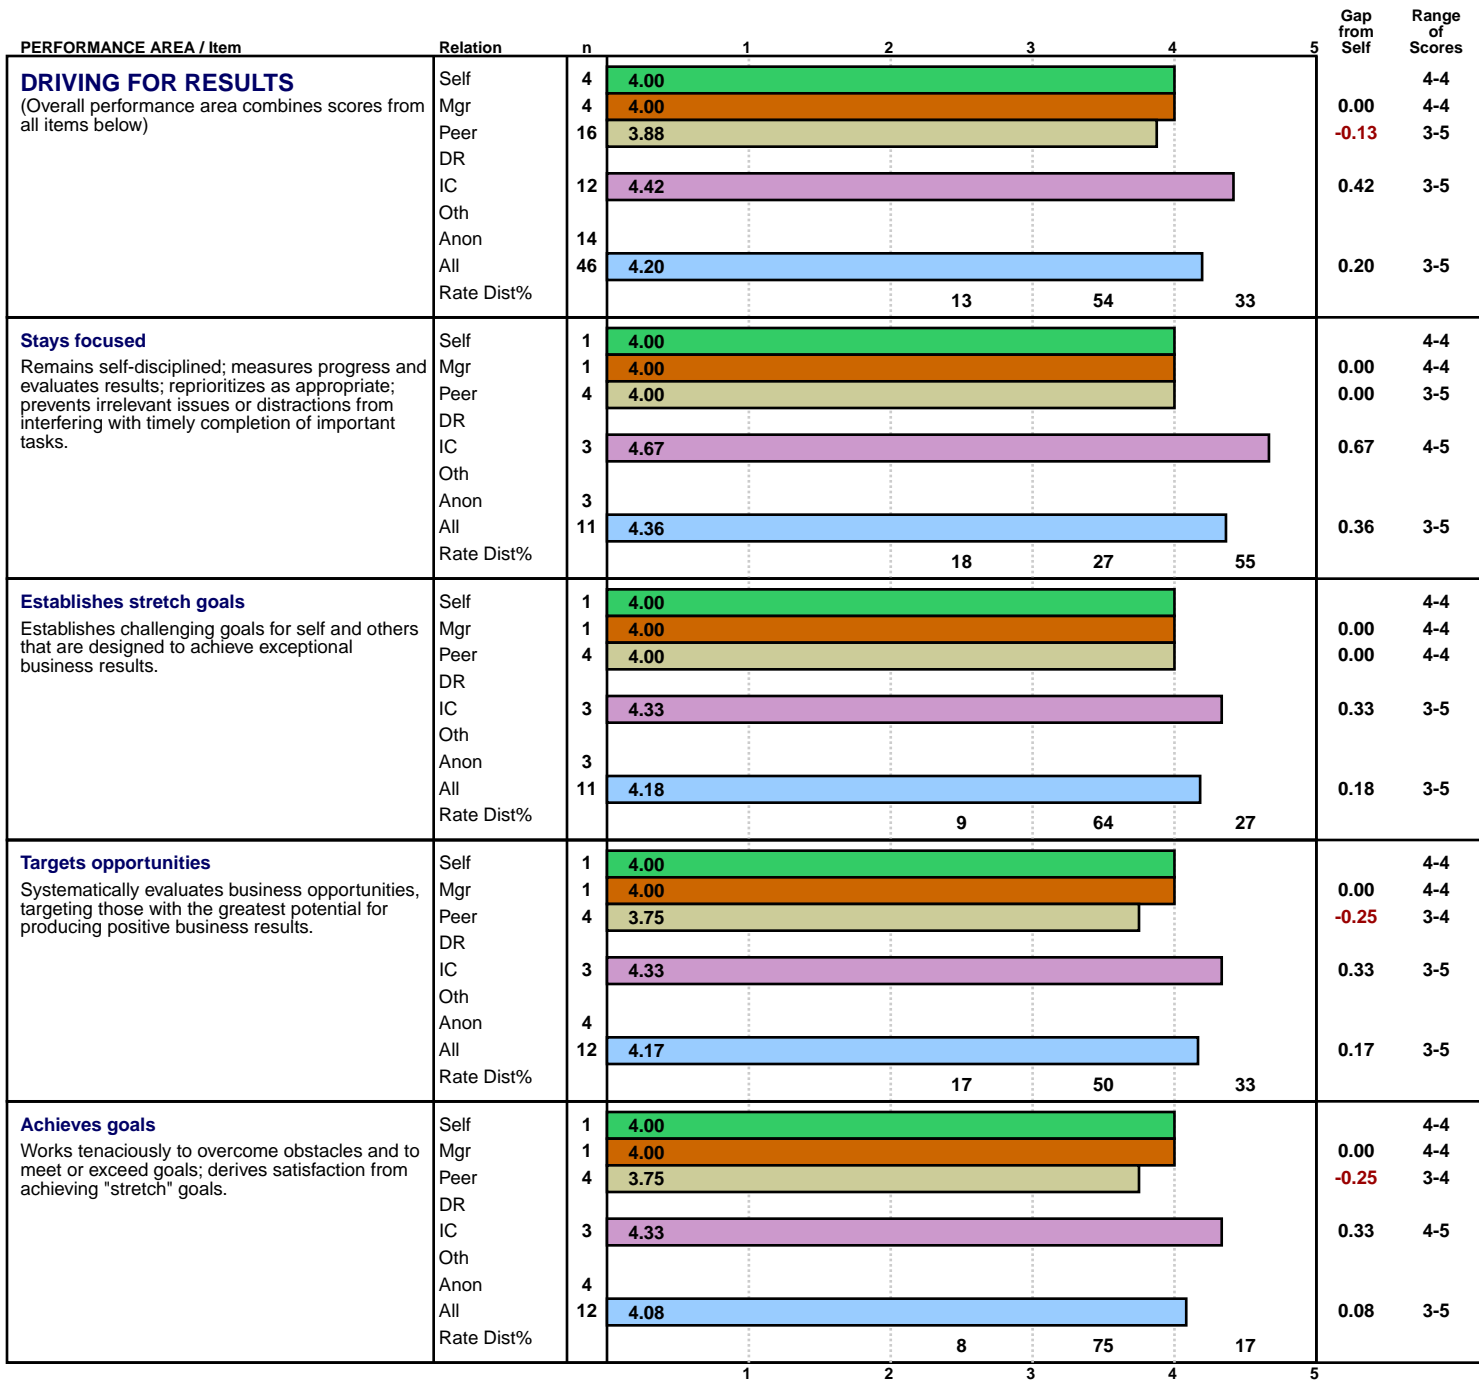 Gap from Self
Range of Scores
PERFORMANCE AREA / Item Relation n 1 2 3 4 5
DRIVING FOR RESULTS
(Overall performance area combines scores from
all items below)
Self 4 4.00 4-4
Mgr 4 4.00 0.00 4-4
Peer 16 3.88 -0.13 3-5
DR
IC 12 4.42 0.42 3-5
Oth
Anon 14
All 46 4.20 0.20 3-5
Rate Dist% 13 54 33
Stays focused
Remains self-disciplined; measures progress and
evaluates results; reprioritizes as appropriate;
prevents irrelevant issues or distractions from
interfering with timely completion of important
tasks.
Self 1 4.00 4-4
Mgr 1 4.00 0.00 4-4
Peer 4 4.00 0.00 3-5
DR
IC 3 4.67 0.67 4-5
Oth
Anon 3
All 11 4.36 0.36 3-5
Rate Dist% 18 27 55
Establishes stretch goals
Establishes challenging goals for self and others
that are designed to achieve exceptional
business results.
Self 1 4.00 4-4
Mgr 1 4.00 0.00 4-4
Peer 4 4.00 0.00 4-4
DR
IC 3 4.33 0.33 3-5
Oth
Anon 3
All 11 4.18 0.18 3-5
Rate Dist% 9 64 27
Targets opportunities
Systematically evaluates business opportunities,
targeting those with the greatest potential for
producing positive business results.
Self 1 4.00 4-4
Mgr 1 4.00 0.00 4-4
Peer 4 3.75 -0.25 3-4
DR
IC 3 4.33 0.33 3-5
Oth
Anon 4
All 12 4.17 0.17 3-5
Rate Dist% 17 50 33
Achieves goals
Works tenaciously to overcome obstacles and to
meet or exceed goals; derives satisfaction from
achieving "stretch" goals.
Self 1 4.00 4-4
Mgr 1 4.00 0.00 4-4
Peer 4 3.75 -0.25 3-4
DR
IC 3 4.33 0.33 4-5
Oth
Anon 4
All 12 4.08 0.08 3-5
Rate Dist% 8 75 17
1 2 3 4 5